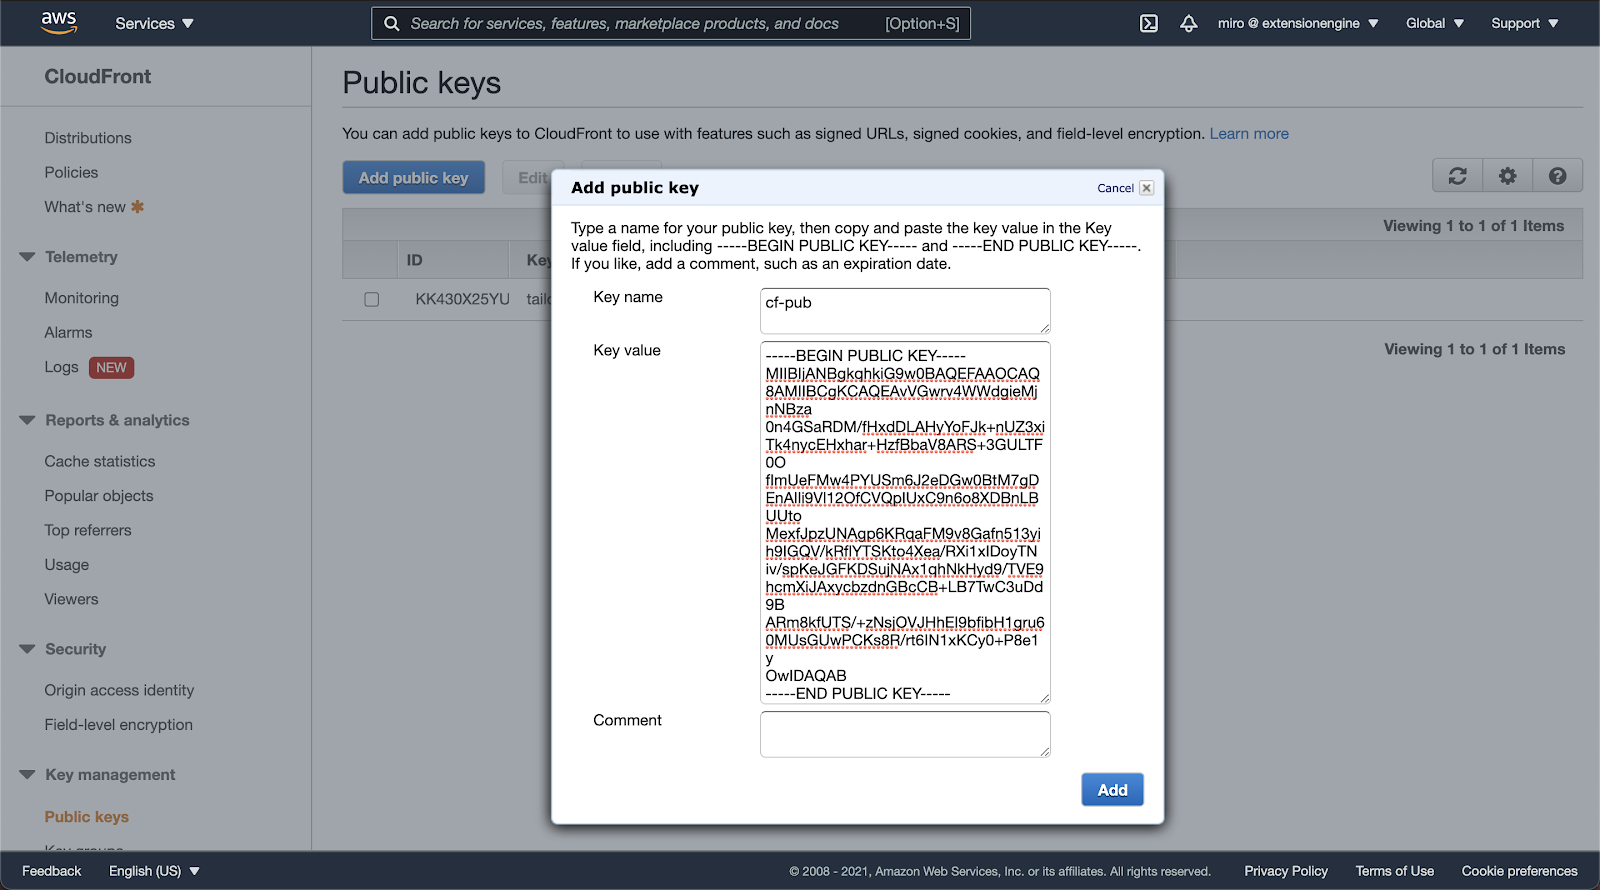 aws
Services
Search for services, features, marketplace products, and docs [Option+S]
miro @ extensionengine
Global
Support
CloudFront
Distributions
Policies
What's new
Telemetry
Monitoring
Alarms
Logs NEW
Reports & analytics
Cache statistics
Popular objects
Top referrers
Usage
Viewers
Security
Origin access identity
Field-level encryption
Key management
Public keys
Key groups
Public keys
You can add public keys to CloudFront to use with features such as signed URLs, signed cookies, and field-level encryption. Learn more
Add public key
Edit
Viewing 1 to 1 of 1 Items
ID
KK430X25YU
Viewing 1 to 1 of 1 Items
Add public key
Cancel
Type a name for your public key, then copy and paste the key value in the Key
value field, including -----BEGIN PUBLIC KEY----- and -----END PUBLIC KEY-----.
If you like, add a comment, such as an expiration date.
Key name
cf-pub
Key value
-----BEGIN PUBLIC KEY-----
MIIBIjANBgkqhkiG9w0BAQEFAAOCAQ
8AMIIBCgKCAQEAvVGwrv4WWdgieMj
nNBza
0n4GSaRDM/fHxdDLAHyYoFJk+nUZ3xi
Tk4nycEHxhar+HzfBbaV8ARS+3GULTF
0O
fImUeFMw4PYUSm6J2eDGw0BtM7gD
EnAlli9Vl12OfCVQpIUxC9n6o8XDBnLB
UUto
MexfJpzUNAgp6KRqaFM9v8Gafn513yi
h9IGQV/kRflYTSKto4Xea/RXi1xIDoyTN
iv/spKeJGFKDSujNAx1qhNkHyd9/TVE9
hcmXiJAxycbzdnGBcCB+LB7TwC3uDd
9B
ARm8kfUTS/+zNsjOVJHhEI9bfibH1gru6
0MUsGUwPCKs8R/rt6IN1xKCy0+P8e1
y
OwIDAQAB
-----END PUBLIC KEY-----
Comment
Add
Feedback
English (US)
© 2008 - 2021, Amazon Web Services, Inc. or its affiliates. All rights reserved.
Privacy Policy
Terms of Use
Cookie preferences